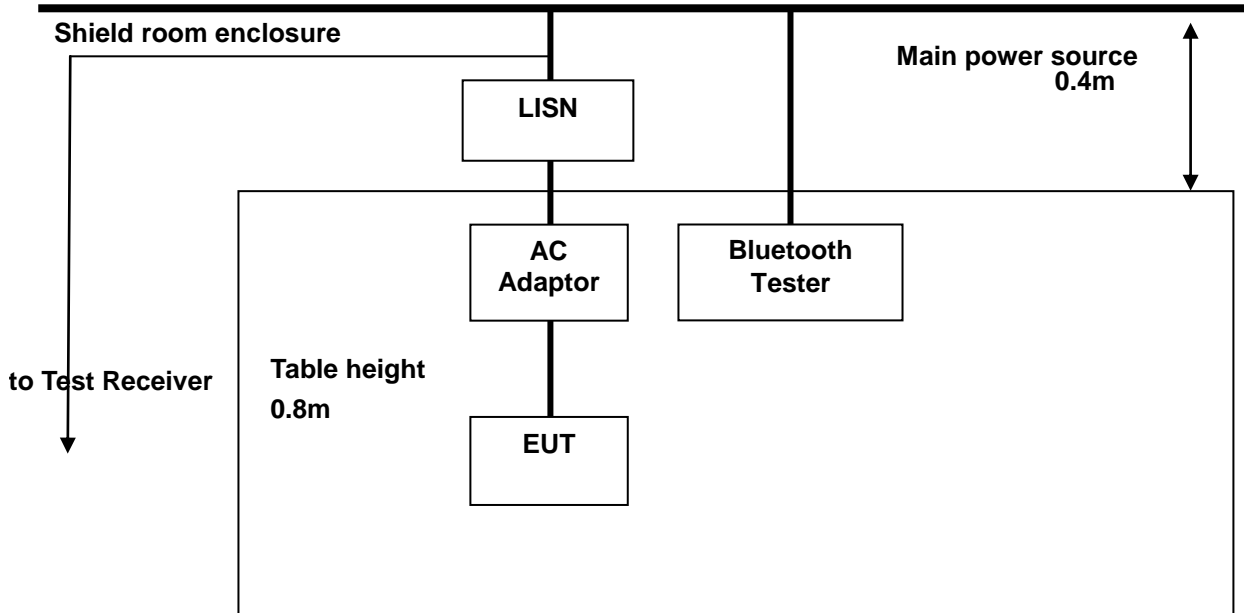 Shield room enclosure
Main power source
0.4m
LISN
AC
Adaptor
Bluetooth
Tester
Table height
0.8m
to Test Receiver
EUT